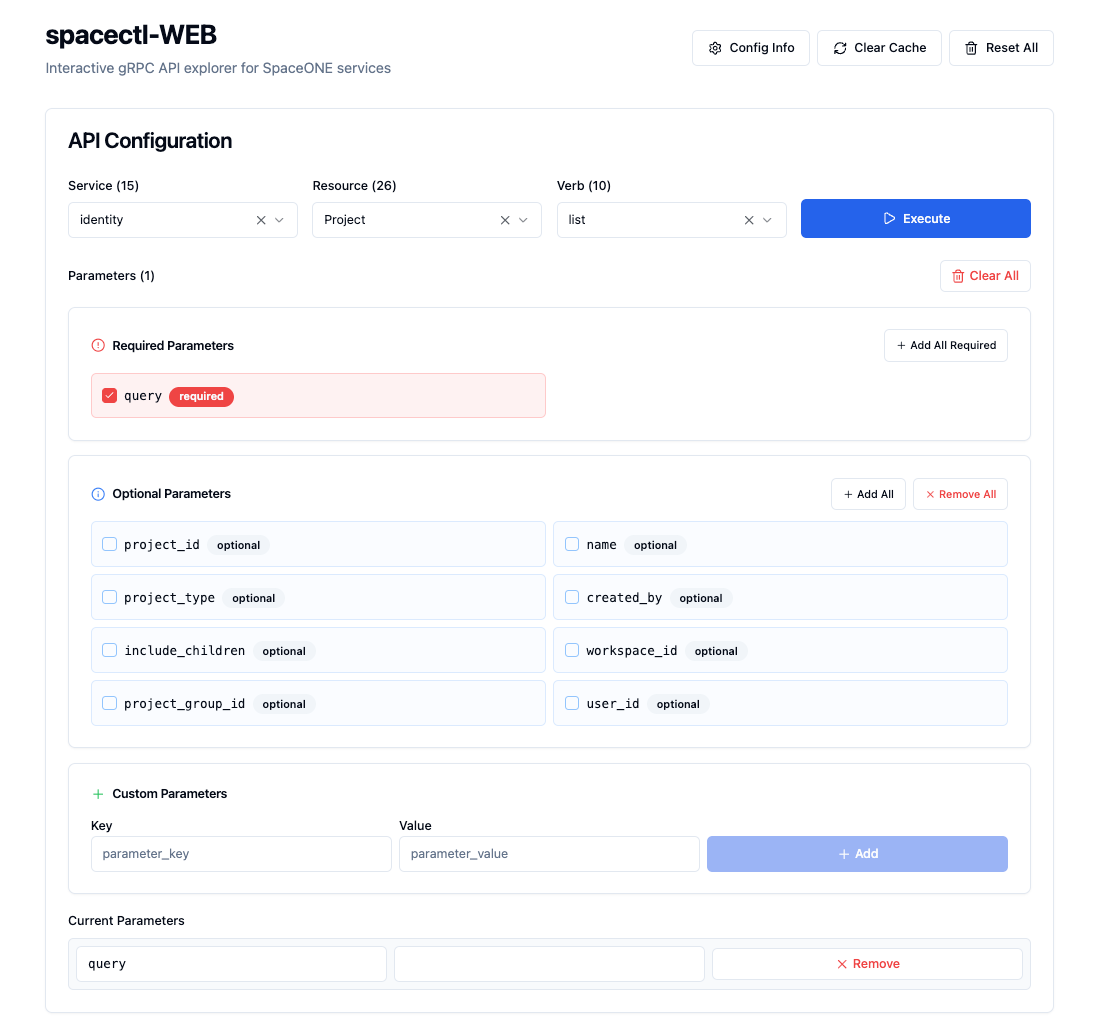 spacectl-WEB
Interactive gRPC API explorer for SpaceONE services
Config Info
Clear Cache
Reset All
API Configuration
Service (15)
Resource (26)
Verb (10)
identity
Project
list
Execute
Parameters (1)
Clear All
Required Parameters
+ Add All Required
query required
Optional Parameters
+ Add All
× Remove All
project_id optional
name optional
project_type optional
created_by optional
include_children optional
workspace_id optional
project_group_id optional
user_id optional
+ Custom Parameters
Key
Value
parameter_key
parameter_value
+ Add
Current Parameters
query
× Remove